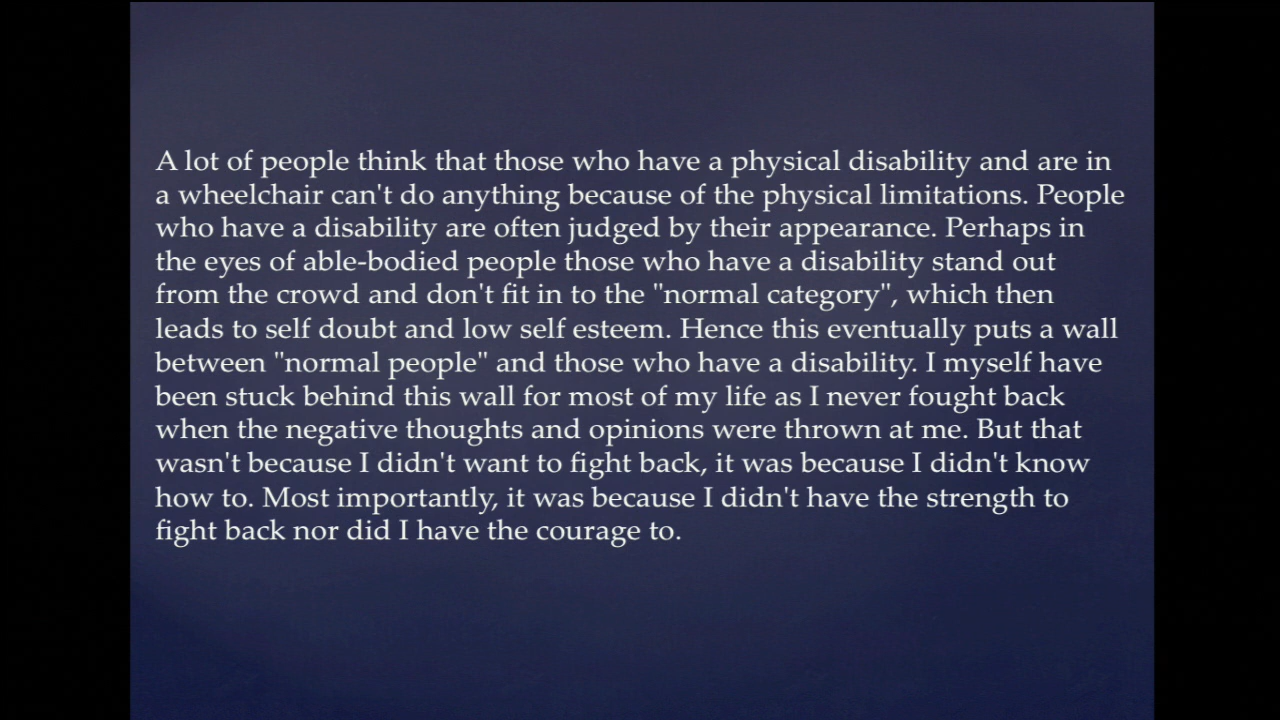 A lot of people think that those who have a physical disability and are in
a wheelchair can't do anything because of the physical limitations. People
who have a disability are often judged by their appearance. Perhaps in
the eyes of able-bodied people those who have a disability stand out
from the crowd and don't fit in to the "normal category", which then
leads to self doubt and low self esteem. Hence this eventually puts a wall
between "normal people" and those who have a disability. I myself have
been stuck behind this wall for most of my life as I never fought back
when the negative thoughts and opinions were thrown at me. But that
wasn't because I didn't want to fight back, it was because I didn't know
how to. Most importantly, it was because I didn't have the strength to
fight back nor did I have the courage to.